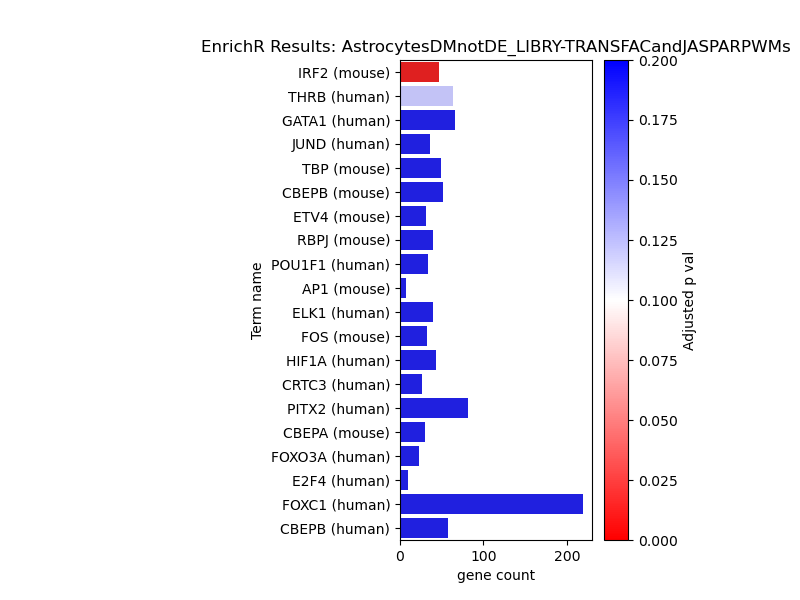 EnrichR Results: AstrocytesDMnotDE_LIBRY-TRANSFACandJASPARPWMs
IRF2 (mouse)
THRB (human)
GATA1 (human)
JUND (human)
TBP (mouse)
CBEPB (mouse)
ETV4 (mouse)
RBPJ (mouse)
POU1F1 (human)
AP1 (mouse)
ELK1 (human)
FOS (mouse)
HIF1A (human)
CRTC3 (human)
PITX2 (human)
CBEPA (mouse)
FOXO3A (human)
E2F4 (human)
FOXC1 (human)
CBEPB (human)
Term name
0
100
200
gene count
0.200
0.175
0.150
0.125
0.100
0.075
0.050
0.025
0.000
Adjusted p val